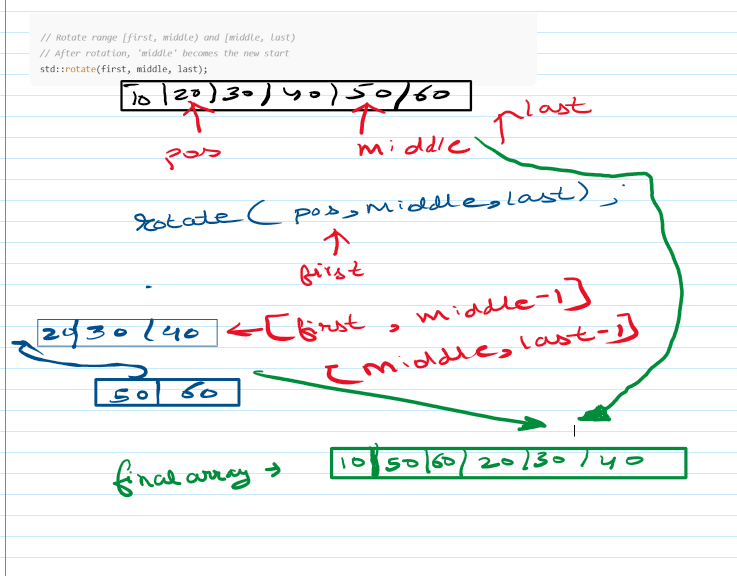 // Rotate range [first, middle) and [middle, last)
// After rotation, 'middle' becomes the new start
std::rotate(first, middle, last);
10 | 20 | 30 | 40 | 50 | 60
last
pos
middle
rotate( pos, middle, last) ;
first
[first , middle-1]
20 | 30 | 40
[middle, last-1]
50 | 60
10 | 50 | 60 | 20 | 30 | 40
final array →